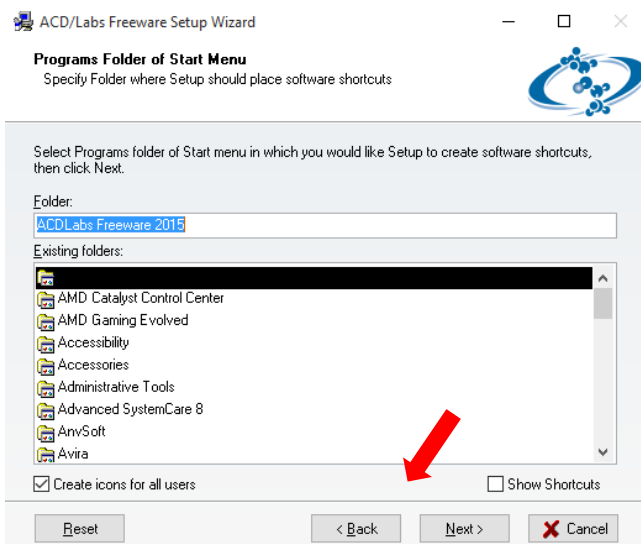 ACD/Labs Freeware Setup Wizard
Programs Folder of Start Menu
Specify Folder where Setup should place software shortcuts
Select Programs folder of Start menu in which you would like Setup to create software shortcuts,
then click Next.
Folder:
ACDLabs Freeware 2015
Existing folders:
AMD Catalyst Control Center
AMD Gaming Evolved
Accessibility
Accessories
Administrative Tools
Advanced SystemCare 8
AnvSoft
Avira
Create icons for all users
Show Shortcuts
Reset
< Back
Next >
Cancel